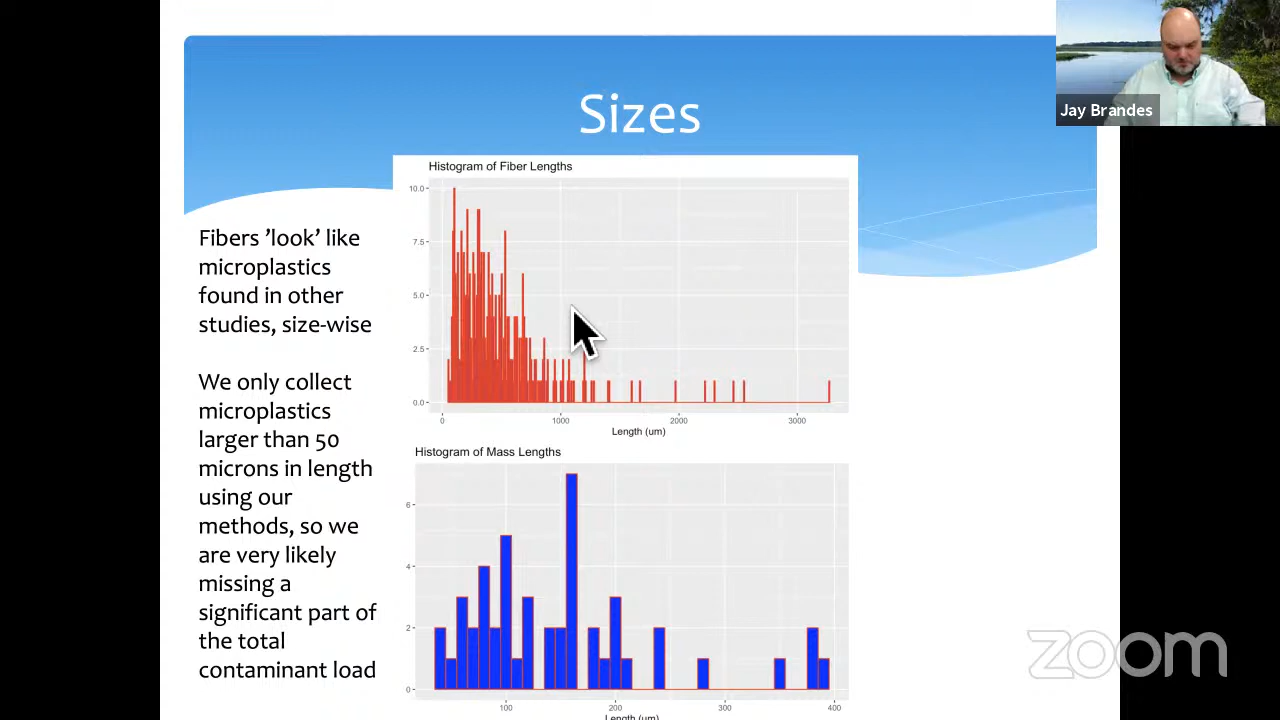 Jay Brandes
Sizes
Fibers ’look’ like
microplastics
found in other
studies, size-wise
We only collect
microplastics
larger than 50
microns in length
using our
methods, so we
are very likely
missing a
significant part of
the total
contaminant load
Histogram of Fiber Lengths
10.0
7.5
5.0
2.5
0.0
0 1000 2000 3000
Length (um)
Histogram of Mass Lengths
6
4
2
0
100 200 300 400
Length (um)
zoom